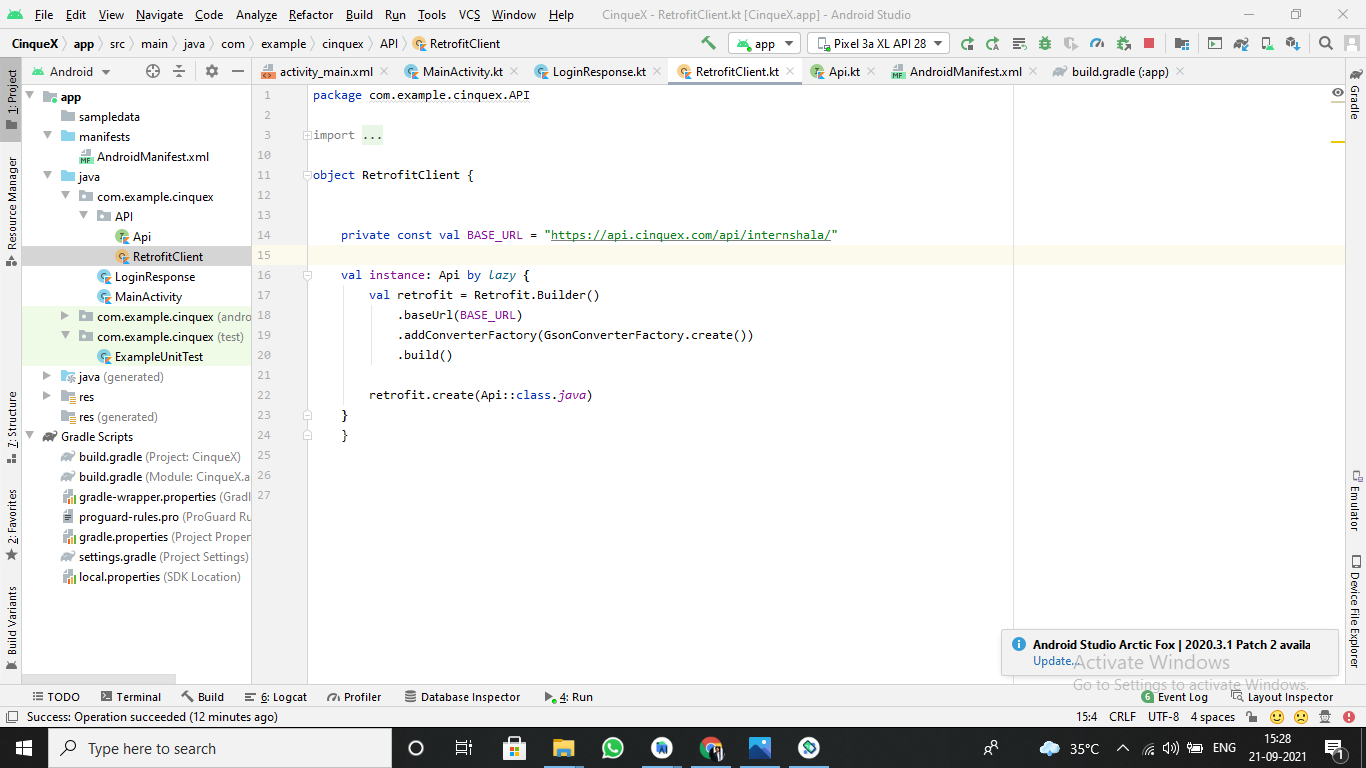 File Edit View Navigate Code Analyze Refactor Build Run Tools VCS Window Help CinqueX - RetrofitClient.kt [CinqueX.app] - Android Studio
CinqueX app src main java com example cinquex API RetrofitClient app Pixel 3a XL API 28
Android activity_main.xml MainActivity.kt LoginResponse.kt RetrofitClient.kt Api.kt AndroidManifest.xml build.gradle (:app)
1: Project
Resource Manager
7: Structure
2: Favorites
Build Variants
app
sampledata
manifests
AndroidManifest.xml
java
com.example.cinquex
API
Api
RetrofitClient
LoginResponse
MainActivity
com.example.cinquex (andro
com.example.cinquex (test)
ExampleUnitTest
java (generated)
res
res (generated)
Gradle Scripts
build.gradle (Project: CinqueX)
build.gradle (Module: CinqueX.a
gradle-wrapper.properties (Gradl
proguard-rules.pro (ProGuard Ru
gradle.properties (Project Proper
settings.gradle (Project Settings)
local.properties (SDK Location)
1 package com.example.cinquex.API
2
3 import ...
10
11 object RetrofitClient {
12
13
14 private const val BASE_URL = "https://api.cinquex.com/api/internshala/"
15
16 val instance: Api by lazy {
17 val retrofit = Retrofit.Builder()
18 .baseUrl(BASE_URL)
19 .addConverterFactory(GsonConverterFactory.create())
20 .build()
21
22 retrofit.create(Api::class.java)
23 }
24 }
25
26
27
Gradle
Emulator
Device File Explorer
Android Studio Arctic Fox | 2020.3.1 Patch 2 availa
Update...
Activate Windows
Go to Settings to activate Windows.
TODO Terminal Build 6: Logcat Profiler Database Inspector 4: Run 6 Event Log Layout Inspector
Success: Operation succeeded (12 minutes ago) 15:4 CRLF UTF-8 4 spaces
Type here to search 35°C ENG 15:28
21-09-2021 1